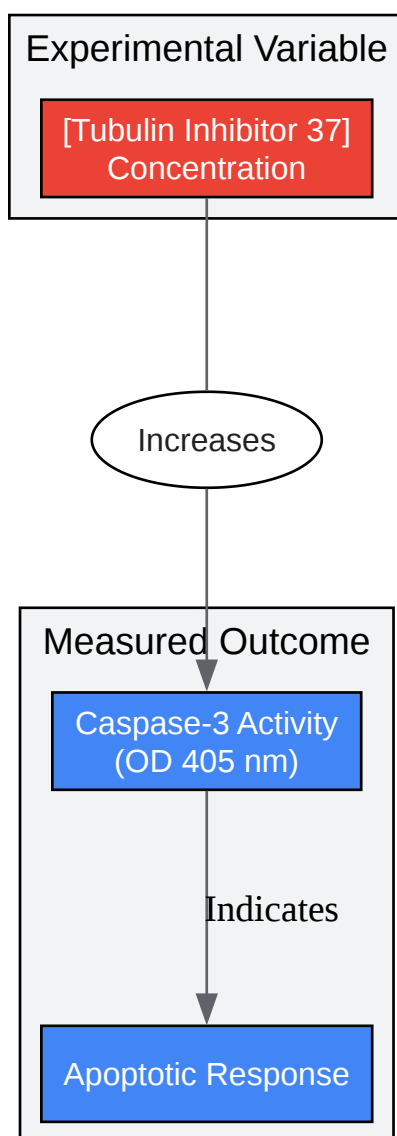 Experimental Variable
[Tubulin Inhibitor 37]
Concentration
Increases
Measured Outcome
Caspase-3 Activity
(OD 405 nm)
Indicates
Apoptotic Response